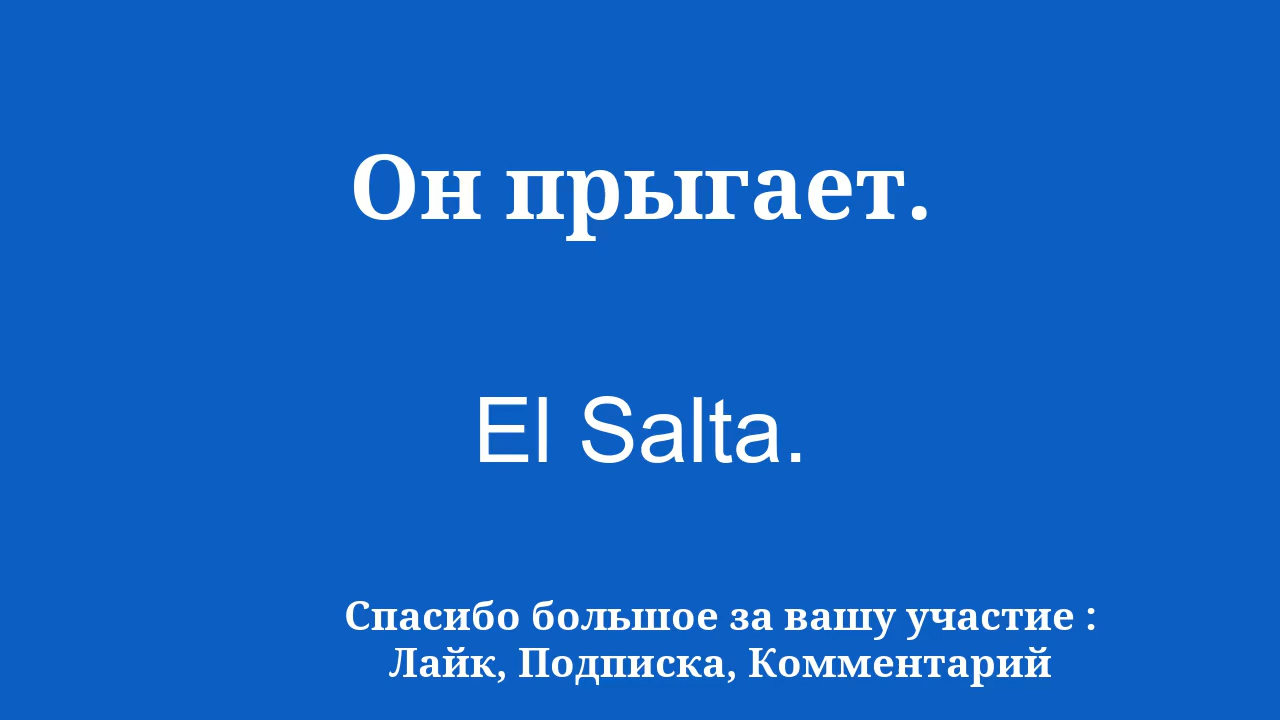 Он прыгает.
El Salta.
Спасибо большое за вашу участие :
Лайк, Подписка, Комментарий